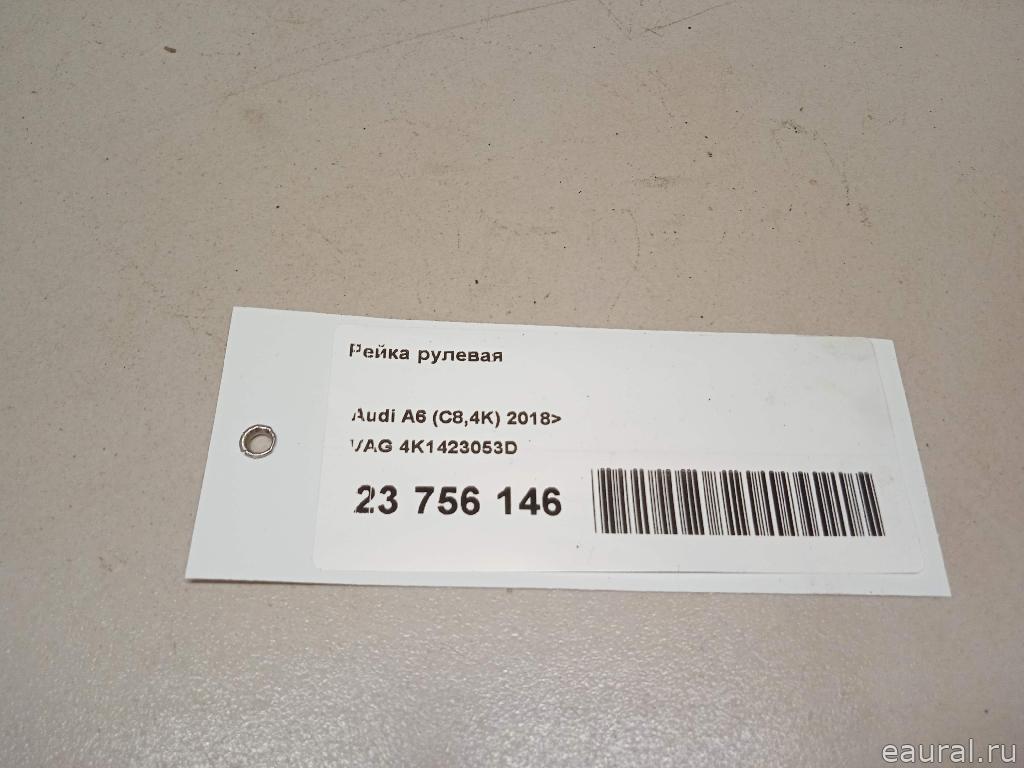 Рейка рулевая
Audi A6 (C8,4K) 2018>
VAG 4K1423053D
23 756 146
eaural.ru